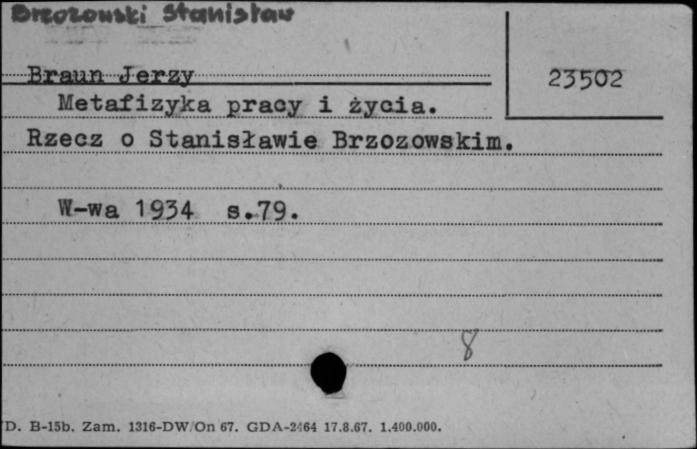 Brzozowski Stanisław
Braun Jerzy
23502
Metafizyka pracy i życia.
Rzecz o Stanisławie Brzozowskim.
W-wa 1934 s.79.
8
D. B-15b. Zam. 1316-DW/On 67. GDA-2464 17.8.67. 1.400.000.